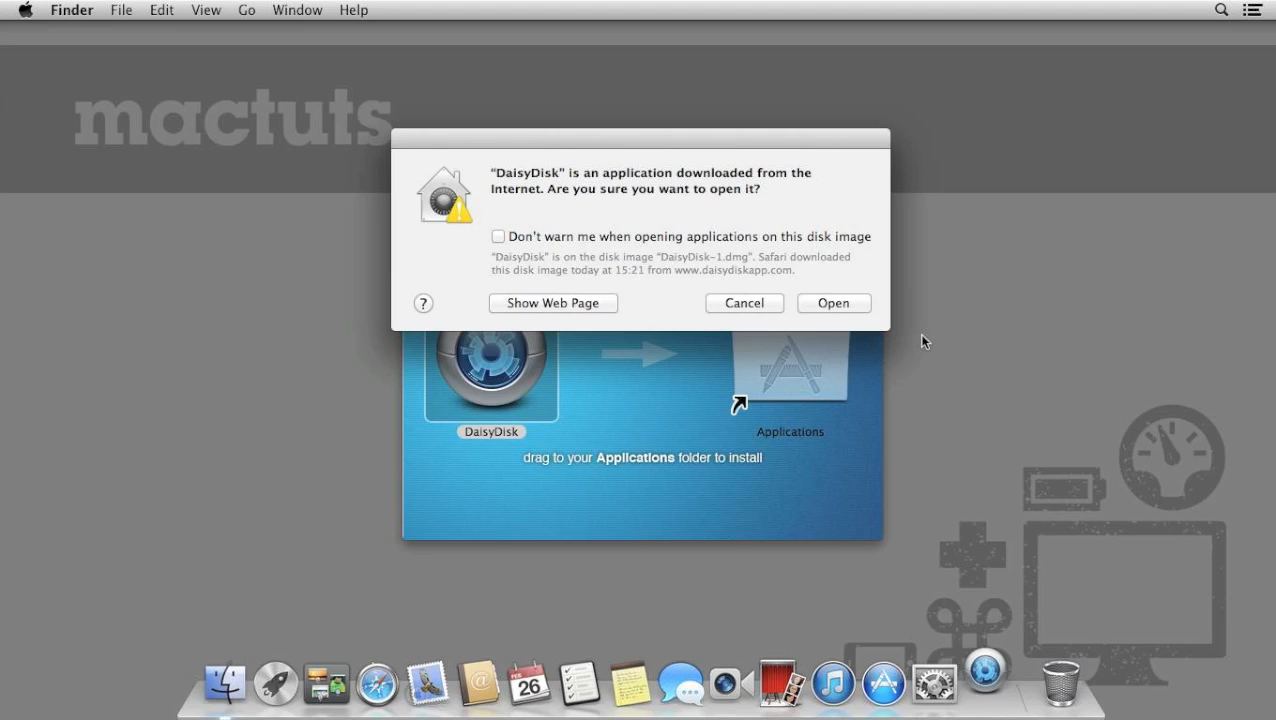 Finder File Edit View Go Window Help
mactuts
“DaisyDisk” is an application downloaded from the
Internet. Are you sure you want to open it?
Don't warn me when opening applications on this disk image
“DaisyDisk” is on the disk image “DaisyDisk-1.dmg”. Safari downloaded
this disk image today at 15:21 from www.daisydiskapp.com.
? Show Web Page Cancel Open
DaisyDisk Applications
drag to your Applications folder to install
FEB
26